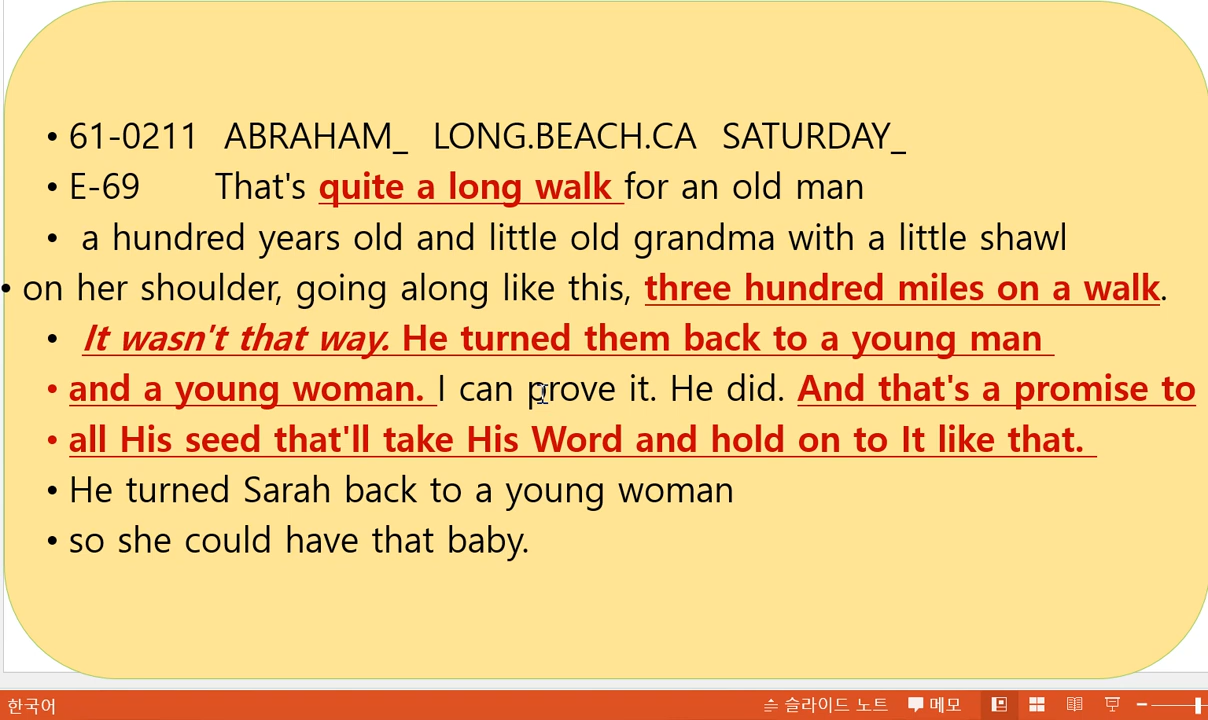 • 61-0211 ABRAHAM_ LONG.BEACH.CA SATURDAY_
• E-69 That's quite a long walk for an old man
• a hundred years old and little old grandma with a little shawl
• on her shoulder, going along like this, three hundred miles on a walk.
• It wasn't that way. He turned them back to a young man
• and a young woman. I can prove it. He did. And that's a promise to
• all His seed that'll take His Word and hold on to It like that.
• He turned Sarah back to a young woman
• so she could have that baby.
한국어 슬라이드 노트 메모